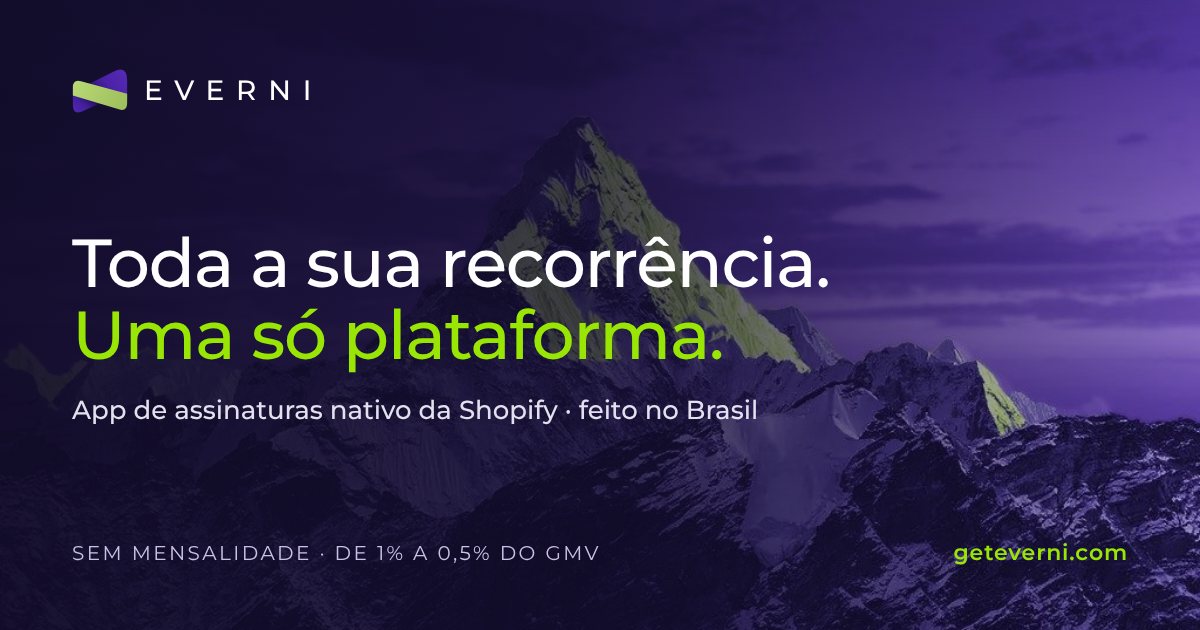 EVERNI
Toda a sua recorrência.
Uma só plataforma.
App de assinaturas nativo da Shopify · feito no Brasil
SEM MENSALIDADE · DE 1% A 0,5% DO GMV
geteverni.com